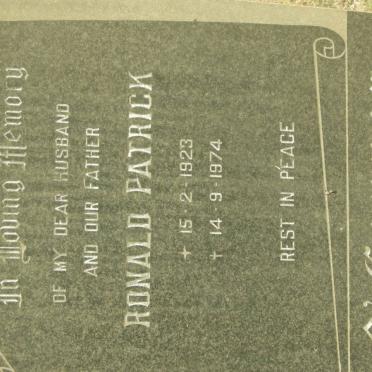 In Loving Memory
OF MY DEAR HUSBAND
AND OUR FATHER
RONALD PATRICK
* 15-2-1923
† 14-9-1974
REST IN PEACE